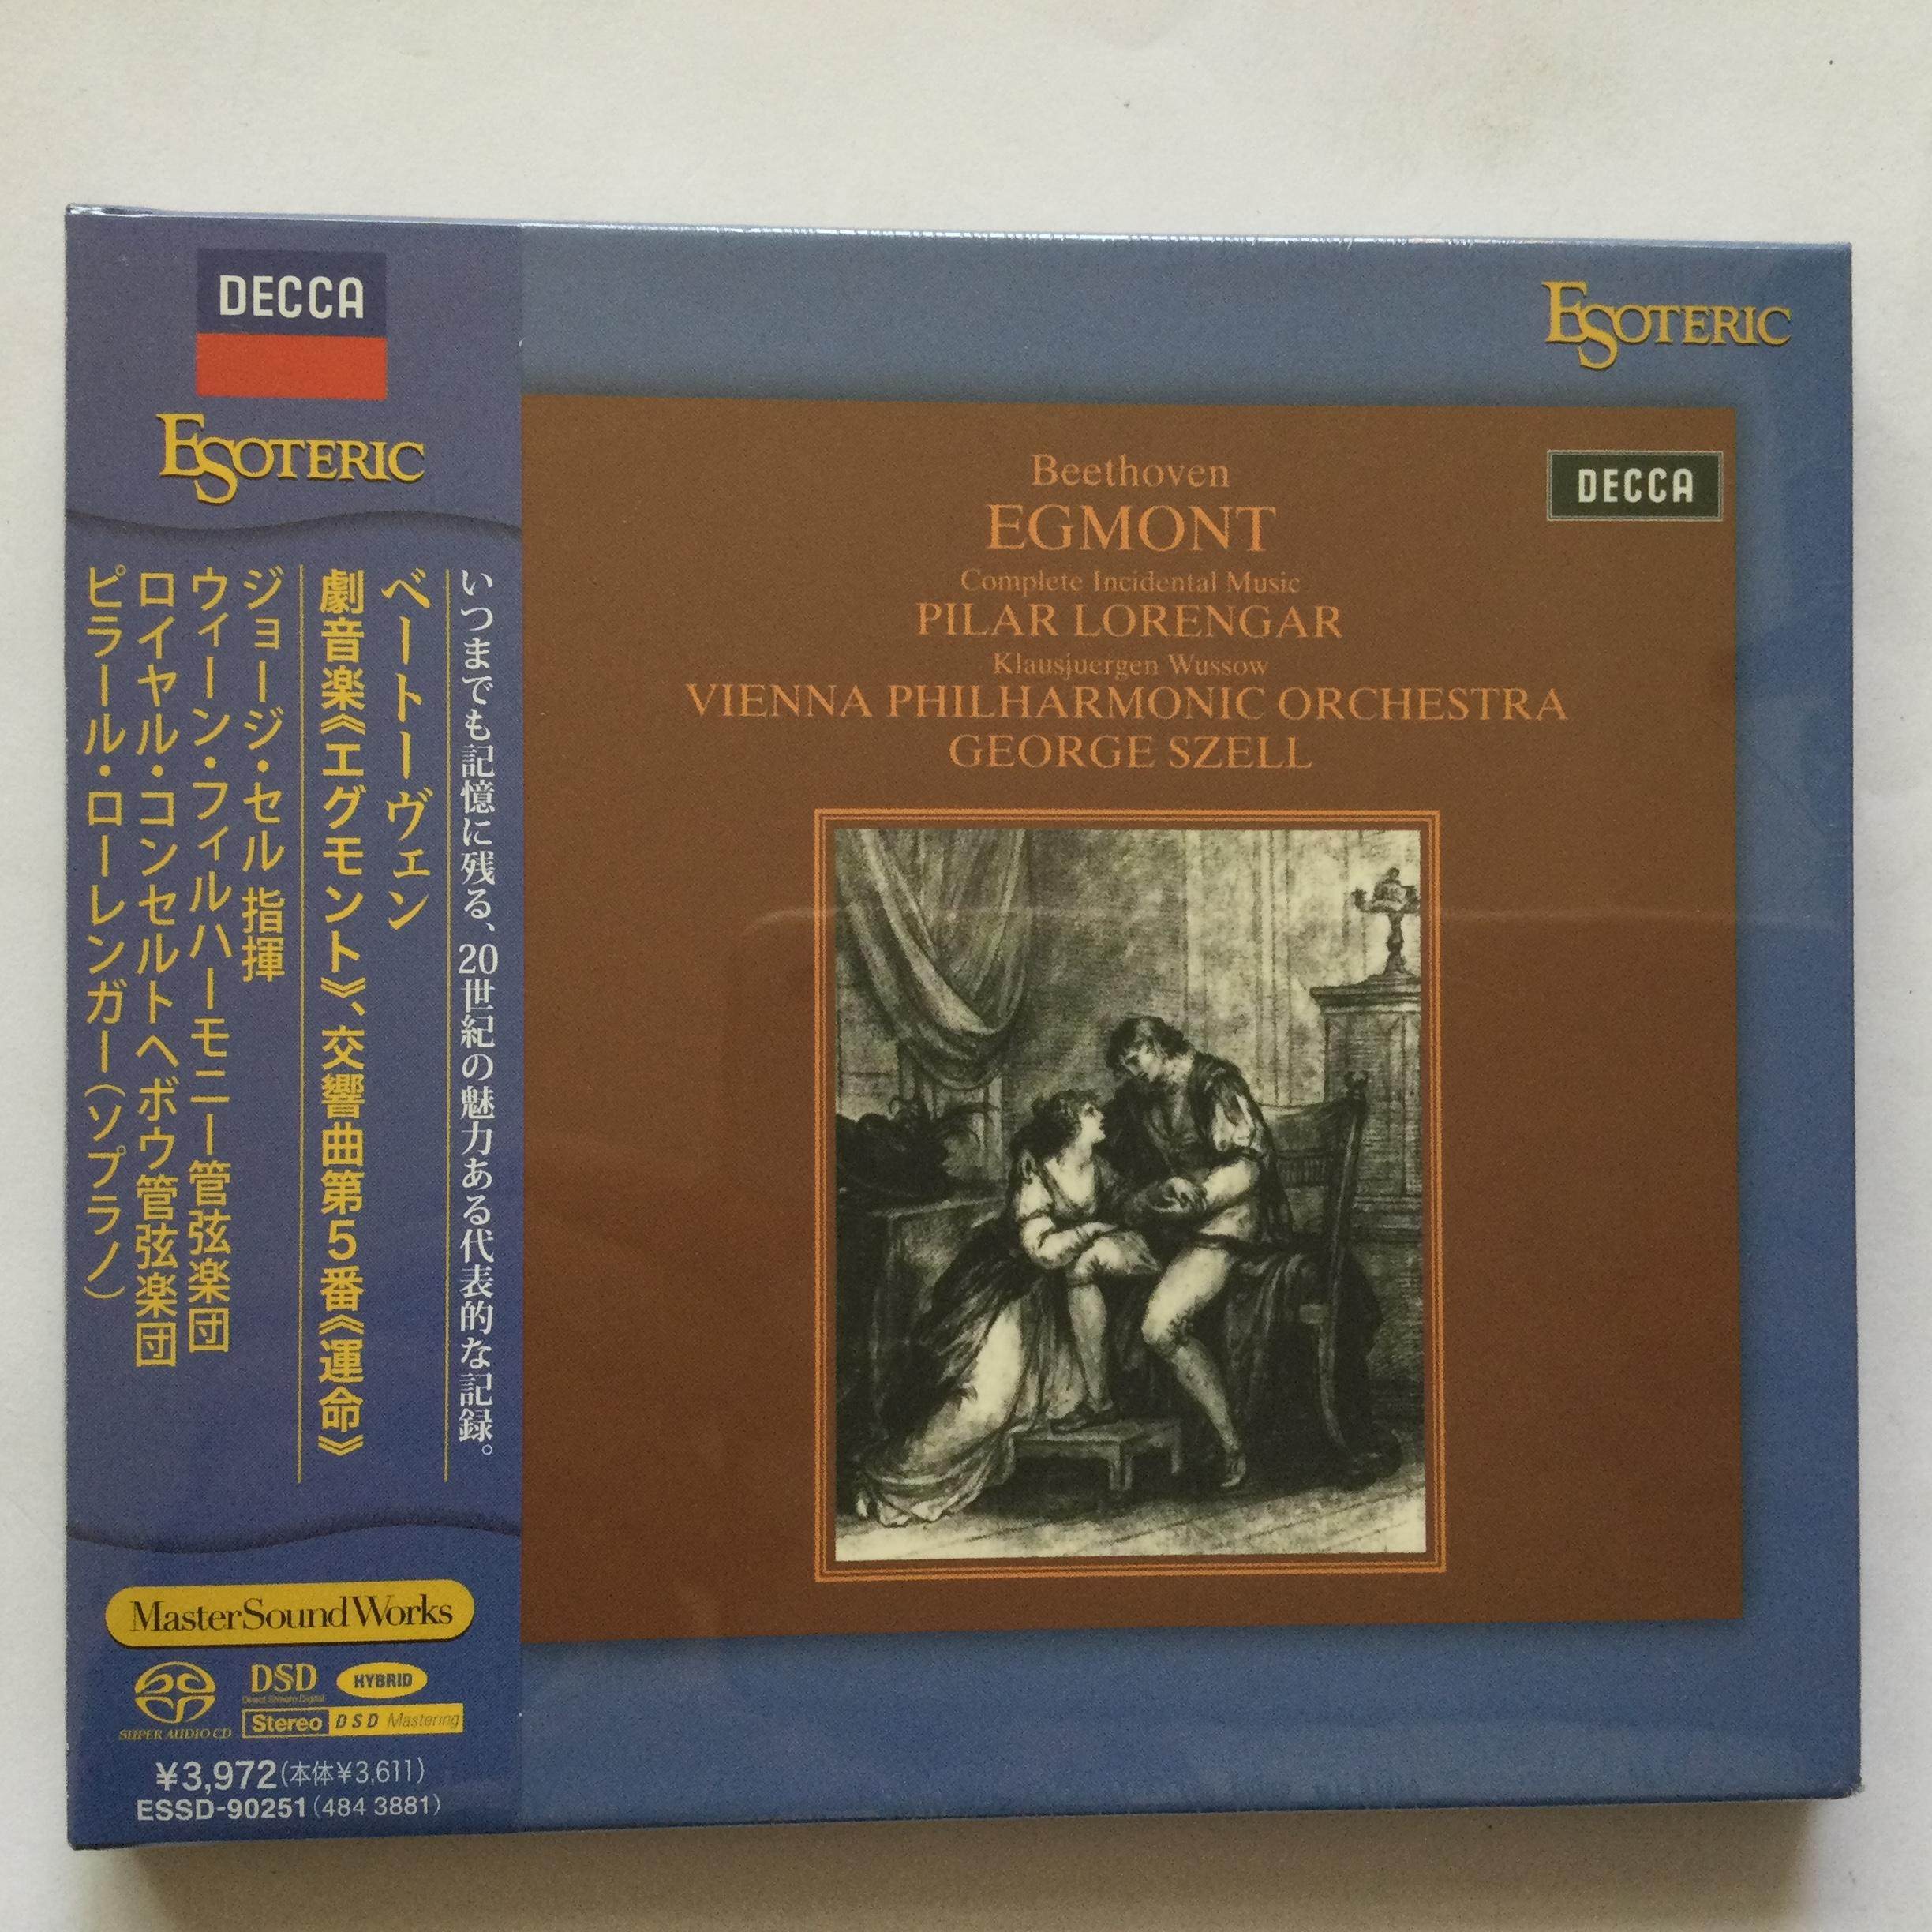 DECCA
ESOTERIC
いつまでも記憶に残る、20世紀の魅力ある代表的な記録。
ベートーヴェン
劇音楽《エグモント》、交響曲第5番《運命》
ジョージ・セル 指揮
ウィーン・フィルハーモニー管弦楽団
ロイヤル・コンセルトヘボウ管弦楽団
ピラール・ローレンガー(ソプラノ)
MasterSoundWorks
SUPER AUDIO CD
DSD
Direct Stream Digital
HYBRID
Stereo
DSD Mastering
¥3,972(本体¥3,611)
ESSD-90251(484 3881)
ESOTERIC
DECCA
Beethoven
EGMONT
Complete Incidental Music
PILAR LORENGAR
Klausjuergen Wussow
VIENNA PHILHARMONIC ORCHESTRA
GEORGE SZELL